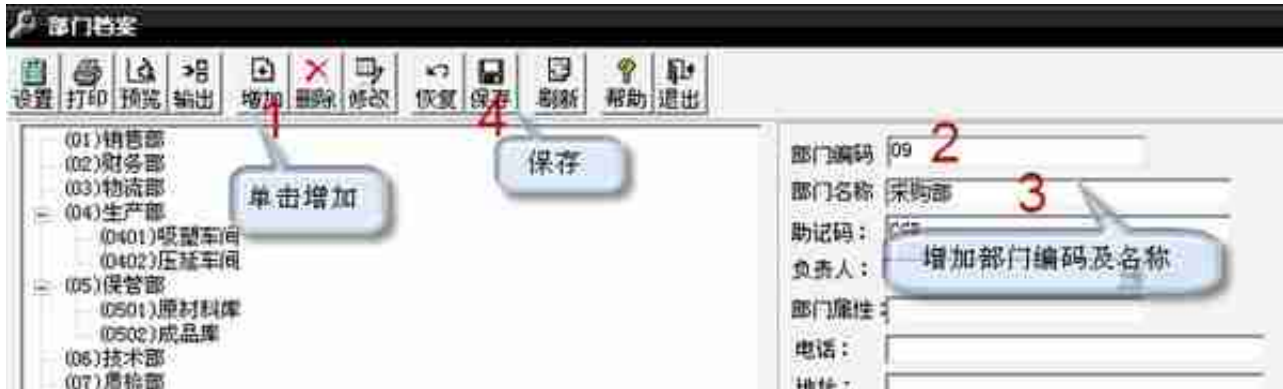 部门档案
设置 打印 预览 输出 增加 删除 修改 恢复 保存 刷新 帮助 退出
1
4
(01)销售部
(02)财务部
(03)物流部
(04)生产部
(0401)吸塑车间
(0402)压延车间
(05)保管部
(0501)原材料库
(0502)成品库
(06)技术部
(07)质检部
单击增加
保存
部门编码 09 2
部门名称 采购部 3
助记码:
负责人:
增加部门编码及名称
部门属性:
电话:
地址: